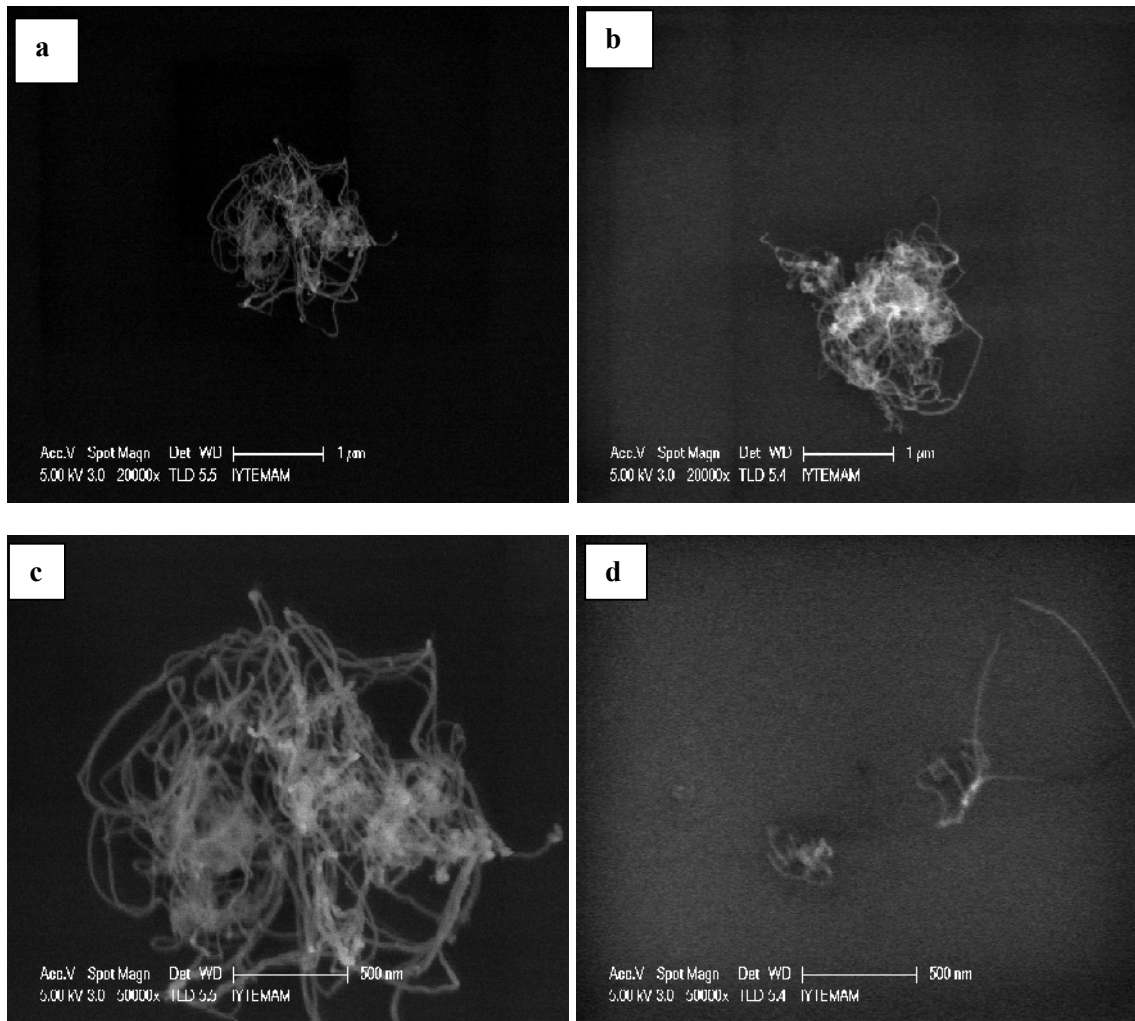 a
Acc.V Spot Magn Det WD 1 µm
5.00 kV 3.0 20000x TLD 5.5 IYTEMAM
b
Acc.V Spot Magn Det WD 1 µm
5.00 kV 3.0 20000x TLD 5.4 IYTEMAM
c
Acc.V Spot Magn Det WD 500 nm
5.00 kV 3.0 50000x TLD 5.5 IYTEMAM
d
Acc.V Spot Magn Det WD 500 nm
5.00 kV 3.0 50000x TLD 5.4 IYTEMAM